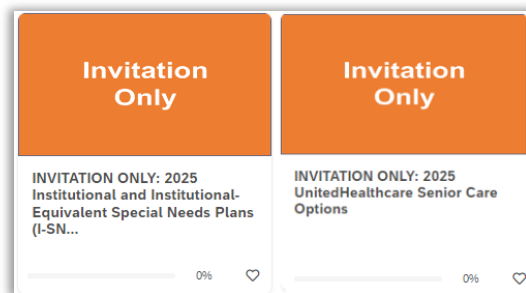 Invitation
Only
INVITATION ONLY: 2025
Institutional and Institutional-
Equivalent Special Needs Plans
(I-SN...
0%
Invitation
Only
INVITATION ONLY: 2025
UnitedHealthcare Senior Care
Options
0%